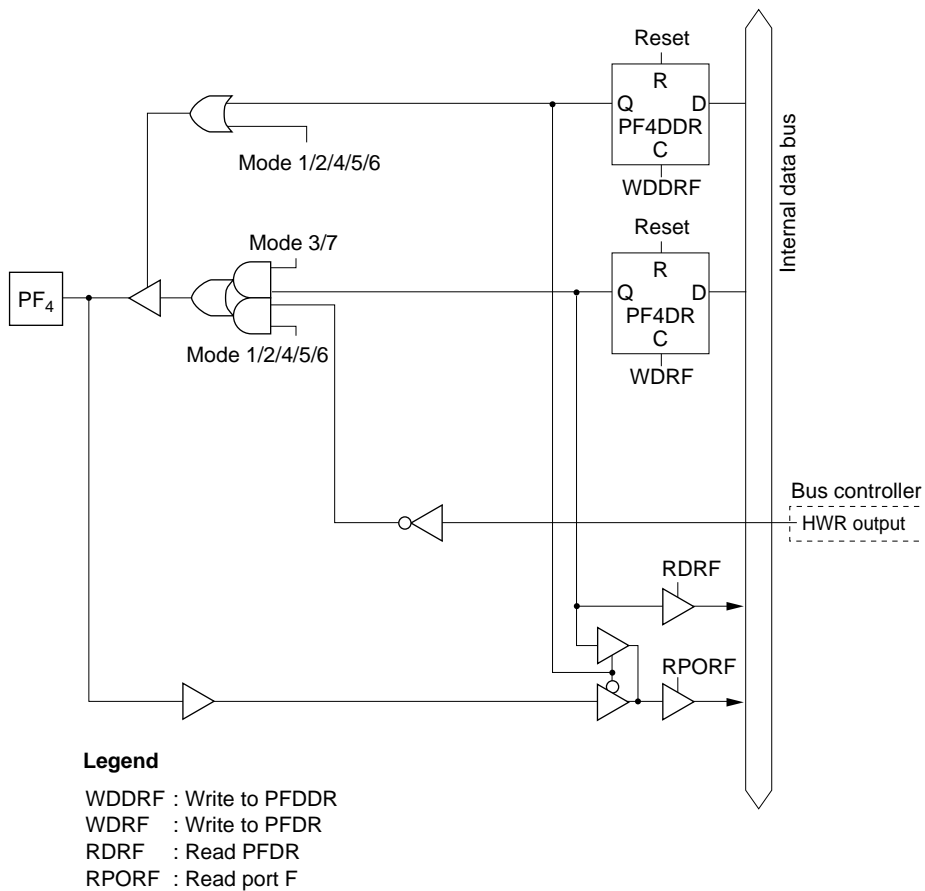 Reset
R
Q D
PF4DDR
C
WDDRF
Mode 1/2/4/5/6
Internal data bus
Reset
R
Q D
PF4DR
C
WDRF
Mode 3/7
PF4
Mode 1/2/4/5/6
Bus controller
HWR output
RDRF
RPORF
Legend
WDDRF : Write to PFDDR
WDRF : Write to PFDR
RDRF : Read PFDR
RPORF : Read port F